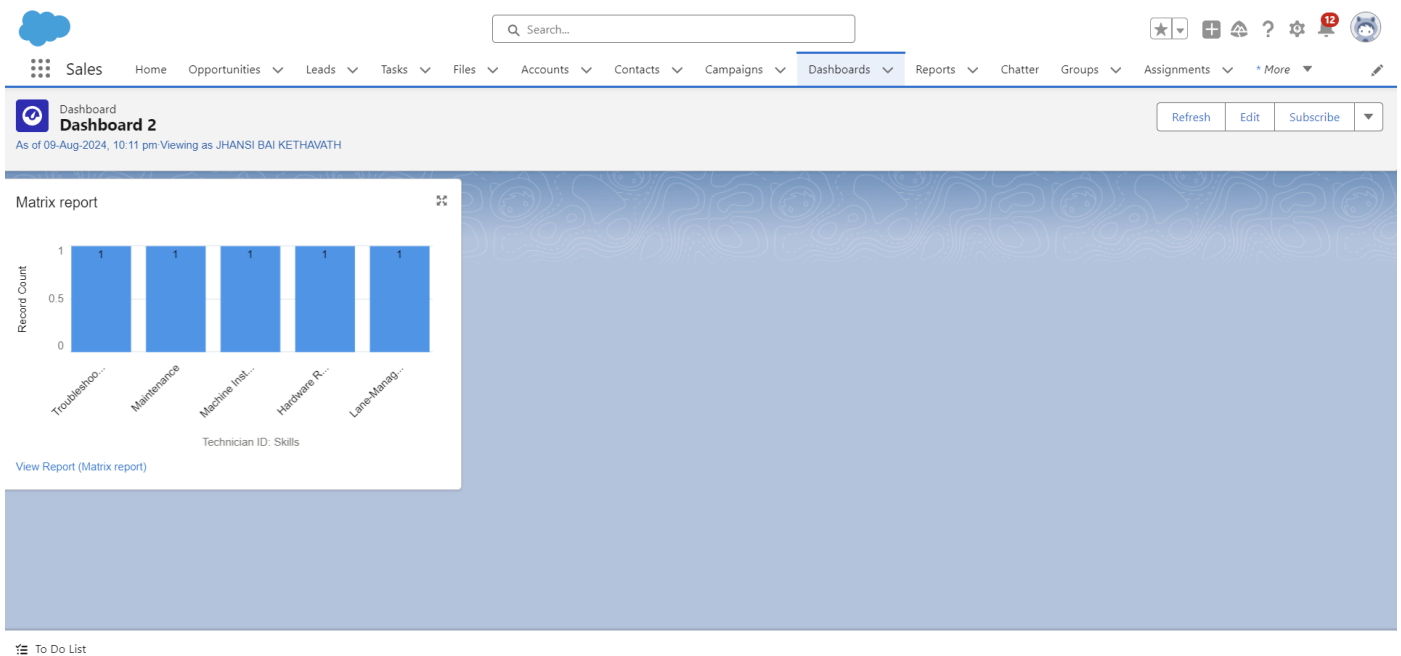 Search...
12
Sales Home Opportunities Leads Tasks Files Accounts Contacts Campaigns Dashboards Reports Chatter Groups Assignments * More
Dashboard
Dashboard 2
As of 09-Aug-2024, 10:11 pm·Viewing as JHANSI BAI KETHAVATH
Refresh Edit Subscribe
Matrix report
Record Count
1
0.5
0
1 1 1 1 1
Troubleshoo... Maintenance Machine Inst... Hardware R... Lane-Manag...
Technician ID: Skills
View Report (Matrix report)
To Do List